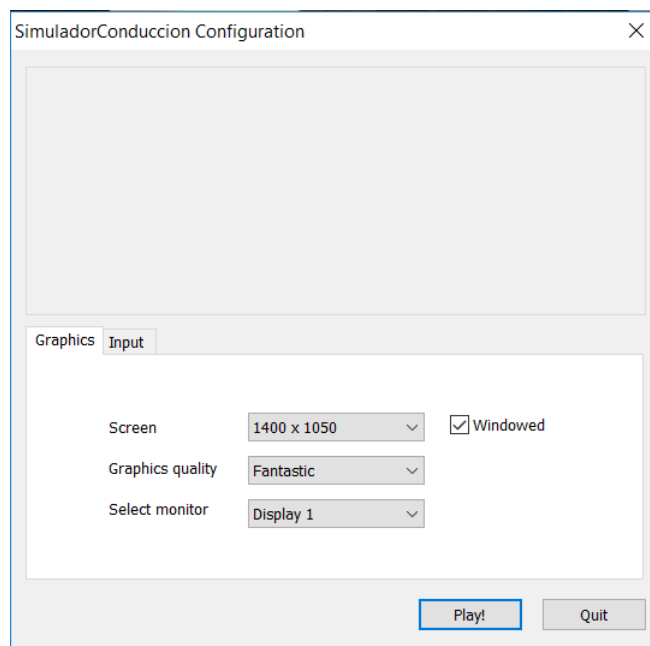 SimuladorConduccion Configuration
Graphics Input
Screen 1400 x 1050 Windowed
Graphics quality Fantastic
Select monitor Display 1
Play! Quit